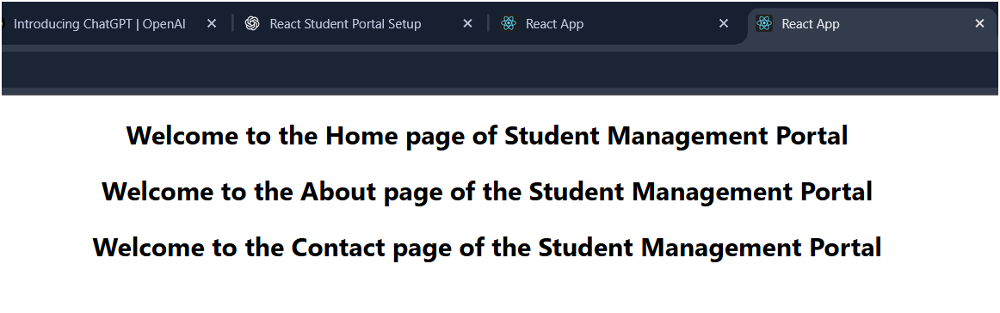 Introducing ChatGPT | OpenAI
React Student Portal Setup
React App
React App
Welcome to the Home page of Student Management Portal
Welcome to the About page of the Student Management Portal
Welcome to the Contact page of the Student Management Portal